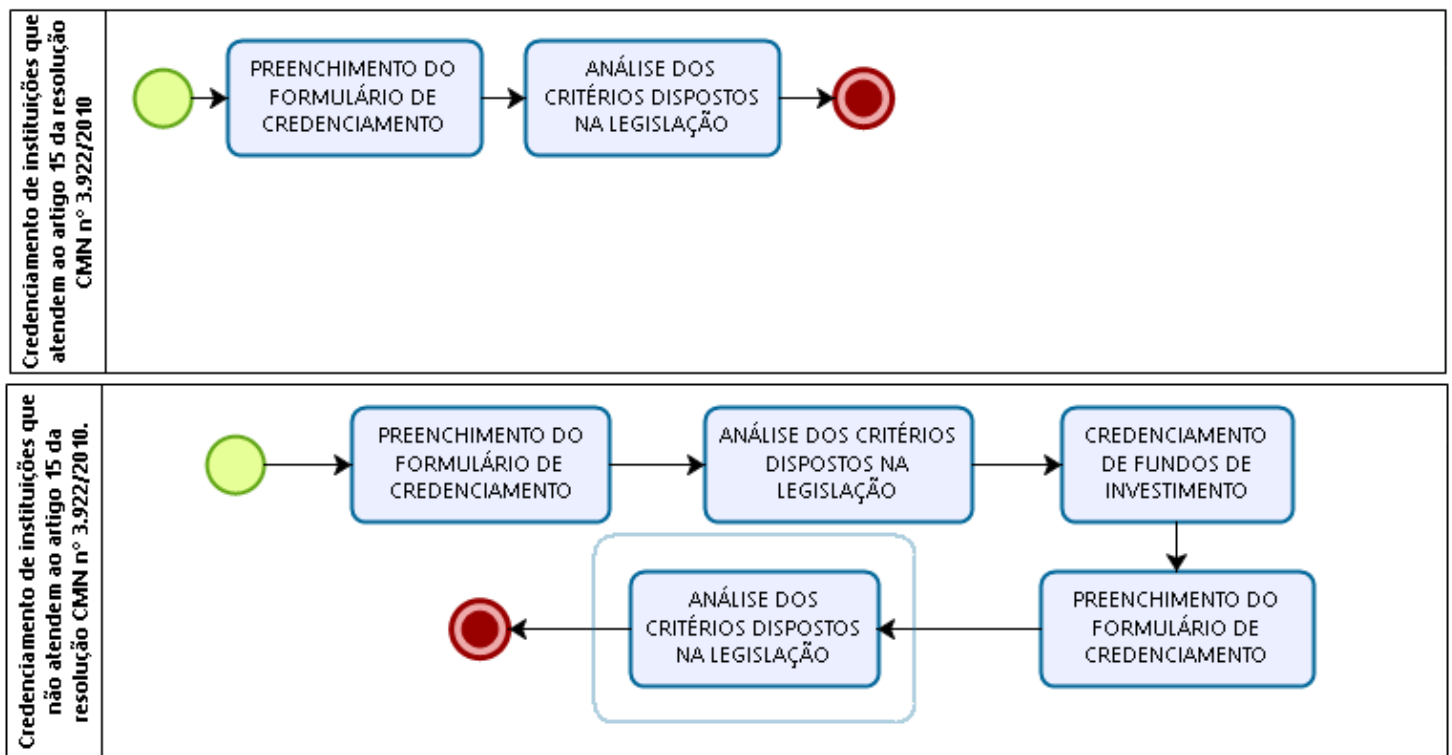 Credenciamento de instituições que
atendem ao artigo 15 da resolução
CMN n° 3.922/2010
PREENCHIMENTO DO
FORMULÁRIO DE
CREDENCIAMENTO
ANÁLISE DOS
CRITÉRIOS DISPOSTOS
NA LEGISLAÇÃO
Credenciamento de instituições que
não atendem ao artigo 15 da
resolução CMN n° 3.922/2010.
PREENCHIMENTO DO
FORMULÁRIO DE
CREDENCIAMENTO
ANÁLISE DOS CRITÉRIOS
DISPOSTOS NA
LEGISLAÇÃO
CREDENCIAMENTO
DE FUNDOS DE
INVESTIMENTO
PREENCHIMENTO DO
FORMULÁRIO DE
CREDENCIAMENTO
ANÁLISE DOS
CRITÉRIOS DISPOSTOS
NA LEGISLAÇÃO